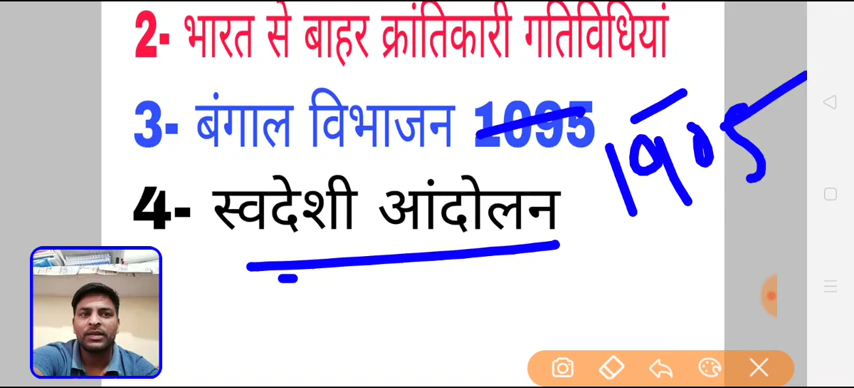 2- भारत से बाहर क्रांतिकारी गतिविधियां
3- बंगाल विभाजन 1095 1905
4- स्वदेशी आंदोलन